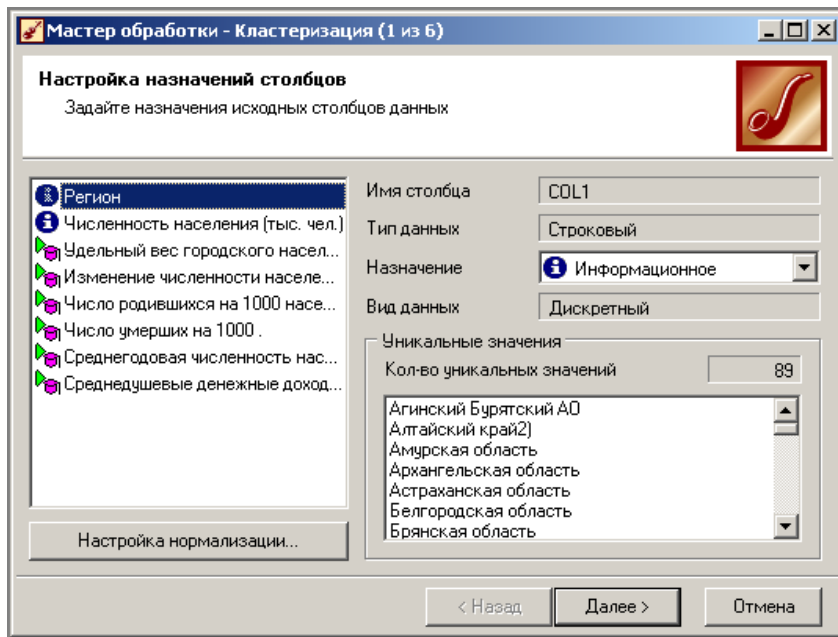 Мастер обработки - Кластеризация (1 из 6)
Настройка назначений столбцов
Задайте назначения исходных столбцов данных
Регион
Численность населения (тыс. чел.)
Удельный вес городского насел...
Изменение численности населе...
Число родившихся на 1000 насе...
Число умерших на 1000 .
Среднегодовая численность нас...
Среднедушевые денежные доход...
Настройка нормализации...
Имя столбца COL1
Тип данных Строковый
Назначение Информационное
Вид данных Дискретный
Уникальные значения
Кол-во уникальных значений 89
Агинский Бурятский АО
Алтайский край2)
Амурская область
Архангельская область
Астраханская область
Белгородская область
Брянская область
< Назад Далее > Отмена